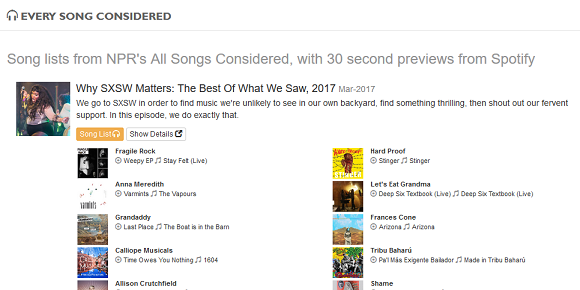 EVERY SONG CONSIDERED
Song lists from NPR's All Songs Considered, with 30 second previews from Spotify
Why SXSW Matters: The Best Of What We Saw, 2017 Mar-2017
We go to SXSW in order to find music we're unlikely to see in our own backyard, find something thrilling, then shout out our fervent
support. In this episode, we do exactly that.
Song List
Show Details
Fragile Rock
Weepy EP Stay Felt (Live)
Hard Proof
Stinger Stinger
Anna Meredith
Varmints The Vapours
Let's Eat Grandma
Deep Six Textbook (Live) Deep Six Textbook (Live)
Grandaddy
Last Place The Boat is in the Barn
Frances Cone
Arizona Arizona
Calliope Musicals
Time Owes You Nothing 1604
Tribu Baharú
Pa'l Más Exigente Bailador Made in Tribu Baharú
Allison Crutchfield
Shame